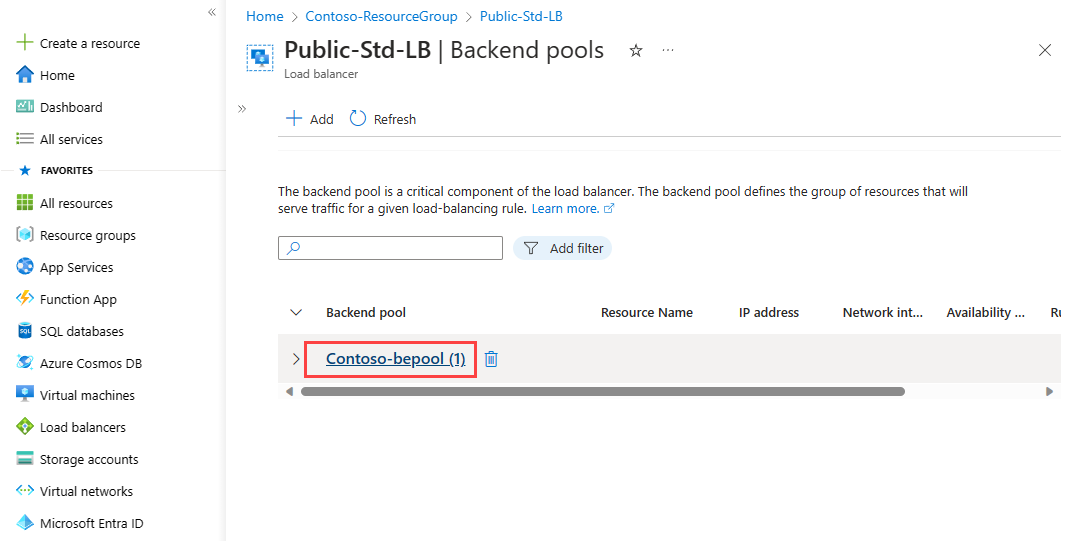 «
Create a resource
Home
Dashboard
All services
FAVORITES
All resources
Resource groups
App Services
Function App
SQL databases
Azure Cosmos DB
Virtual machines
Load balancers
Storage accounts
Virtual networks
Microsoft Entra ID
Home > Contoso-ResourceGroup > Public-Std-LB
Public-Std-LB | Backend pools ☆ ...
Load balancer
»
Add Refresh
The backend pool is a critical component of the load balancer. The backend pool defines the group of resources that will
serve traffic for a given load-balancing rule. Learn more.
Add filter
Backend pool Resource Name IP address Network int... Availability ... Ru
Contoso-bepool (1)